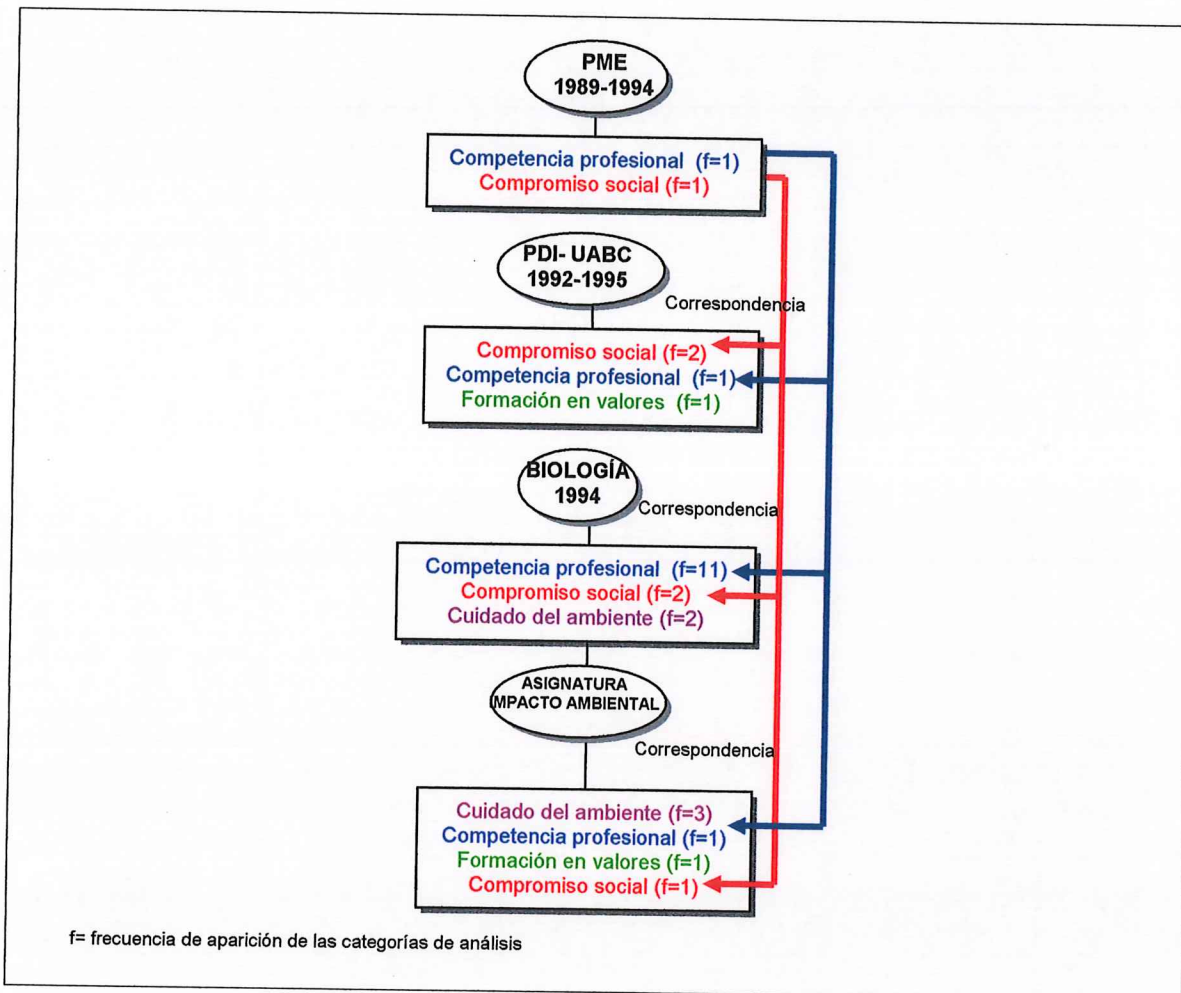 PME
1989-1994
Competencia profesional (f=1)
Compromiso social (f=1)
PDI- UABC
1992-1995
Correspondencia
Compromiso social (f=2)
Competencia profesional (f=1)
Formación en valores (f=1)
BIOLOGÍA
1994
Correspondencia
Competencia profesional (f=11)
Compromiso social (f=2)
Cuidado del ambiente (f=2)
ASIGNATURA
IMPACTO AMBIENTAL
Correspondencia
Cuidado del ambiente (f=3)
Competencia profesional (f=1)
Formación en valores (f=1)
Compromiso social (f=1)
f= frecuencia de aparición de las categorías de análisis